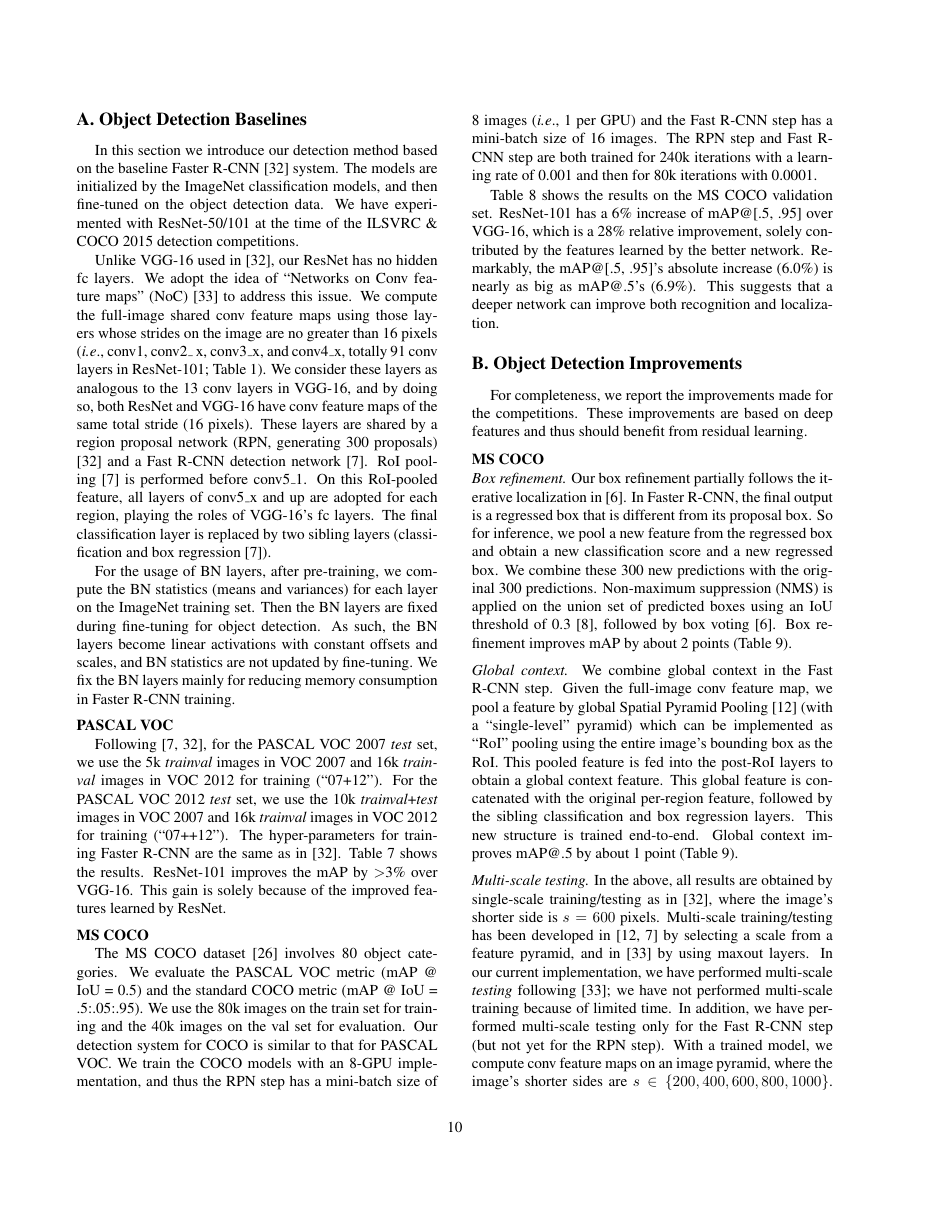 A. Object Detection Baselines
In this section we introduce our detection method based
on the baseline Faster R-CNN [32] system. The models are
initialized by the ImageNet classification models, and then
fine-tuned on the object detection data. We have experi-
mented with ResNet-50/101 at the time of the ILSVRC &
COCO 2015 detection competitions.
Unlike VGG-16 used in [32], our ResNet has no hidden
fc layers. We adopt the idea of “Networks on Conv fea-
ture maps” (NoC) [33] to address this issue. We compute
the full-image shared conv feature maps using those lay-
ers whose strides on the image are no greater than 16 pixels
(i.e., conv1, conv2_x, conv3_x, and conv4_x, totally 91 conv
layers in ResNet-101; Table 1). We consider these layers as
analogous to the 13 conv layers in VGG-16, and by doing
so, both ResNet and VGG-16 have conv feature maps of the
same total stride (16 pixels). These layers are shared by a
region proposal network (RPN, generating 300 proposals)
[32] and a Fast R-CNN detection network [7]. RoI pool-
ing [7] is performed before conv5_1. On this RoI-pooled
feature, all layers of conv5_x and up are adopted for each
region, playing the roles of VGG-16’s fc layers. The final
classification layer is replaced by two sibling layers (classi-
fication and box regression [7]).
For the usage of BN layers, after pre-training, we com-
pute the BN statistics (means and variances) for each layer
on the ImageNet training set. Then the BN layers are fixed
during fine-tuning for object detection. As such, the BN
layers become linear activations with constant offsets and
scales, and BN statistics are not updated by fine-tuning. We
fix the BN layers mainly for reducing memory consumption
in Faster R-CNN training.
PASCAL VOC
Following [7, 32], for the PASCAL VOC 2007 test set,
we use the 5k trainval images in VOC 2007 and 16k train-
val images in VOC 2012 for training (“07+12”). For the
PASCAL VOC 2012 test set, we use the 10k trainval+test
images in VOC 2007 and 16k trainval images in VOC 2012
for training (“07++12”). The hyper-parameters for train-
ing Faster R-CNN are the same as in [32]. Table 7 shows
the results. ResNet-101 improves the mAP by >3% over
VGG-16. This gain is solely because of the improved fea-
tures learned by ResNet.
MS COCO
The MS COCO dataset [26] involves 80 object cate-
gories. We evaluate the PASCAL VOC metric (mAP @
IoU = 0.5) and the standard COCO metric (mAP @ IoU =
.5:.05:.95). We use the 80k images on the train set for train-
ing and the 40k images on the val set for evaluation. Our
detection system for COCO is similar to that for PASCAL
VOC. We train the COCO models with an 8-GPU imple-
mentation, and thus the RPN step has a mini-batch size of
8 images (i.e., 1 per GPU) and the Fast R-CNN step has a
mini-batch size of 16 images. The RPN step and Fast R-
CNN step are both trained for 240k iterations with a learn-
ing rate of 0.001 and then for 80k iterations with 0.0001.
Table 8 shows the results on the MS COCO validation
set. ResNet-101 has a 6% increase of mAP@[.5, .95] over
VGG-16, which is a 28% relative improvement, solely con-
tributed by the features learned by the better network. Re-
markably, the mAP@[.5, .95]’s absolute increase (6.0%) is
nearly as big as mAP@.5’s (6.9%). This suggests that a
deeper network can improve both recognition and localiza-
tion.
B. Object Detection Improvements
For completeness, we report the improvements made for
the competitions. These improvements are based on deep
features and thus should benefit from residual learning.
MS COCO
Box refinement. Our box refinement partially follows the it-
erative localization in [6]. In Faster R-CNN, the final output
is a regressed box that is different from its proposal box. So
for inference, we pool a new feature from the regressed box
and obtain a new classification score and a new regressed
box. We combine these 300 new predictions with the orig-
inal 300 predictions. Non-maximum suppression (NMS) is
applied on the union set of predicted boxes using an IoU
threshold of 0.3 [8], followed by box voting [6]. Box re-
finement improves mAP by about 2 points (Table 9).
Global context. We combine global context in the Fast
R-CNN step. Given the full-image conv feature map, we
pool a feature by global Spatial Pyramid Pooling [12] (with
a “single-level” pyramid) which can be implemented as
“RoI” pooling using the entire image’s bounding box as the
RoI. This pooled feature is fed into the post-RoI layers to
obtain a global context feature. This global feature is con-
catenated with the original per-region feature, followed by
the sibling classification and box regression layers. This
new structure is trained end-to-end. Global context im-
proves mAP@.5 by about 1 point (Table 9).
Multi-scale testing. In the above, all results are obtained by
single-scale training/testing as in [32], where the image’s
shorter side is s = 600 pixels. Multi-scale training/testing
has been developed in [12, 7] by selecting a scale from a
feature pyramid, and in [33] by using maxout layers. In
our current implementation, we have performed multi-scale
testing following [33]; we have not performed multi-scale
training because of limited time. In addition, we have per-
formed multi-scale testing only for the Fast R-CNN step
(but not yet for the RPN step). With a trained model, we
compute conv feature maps on an image pyramid, where the
image’s shorter sides are s ∈ {200, 400, 600, 800, 1000}.
10